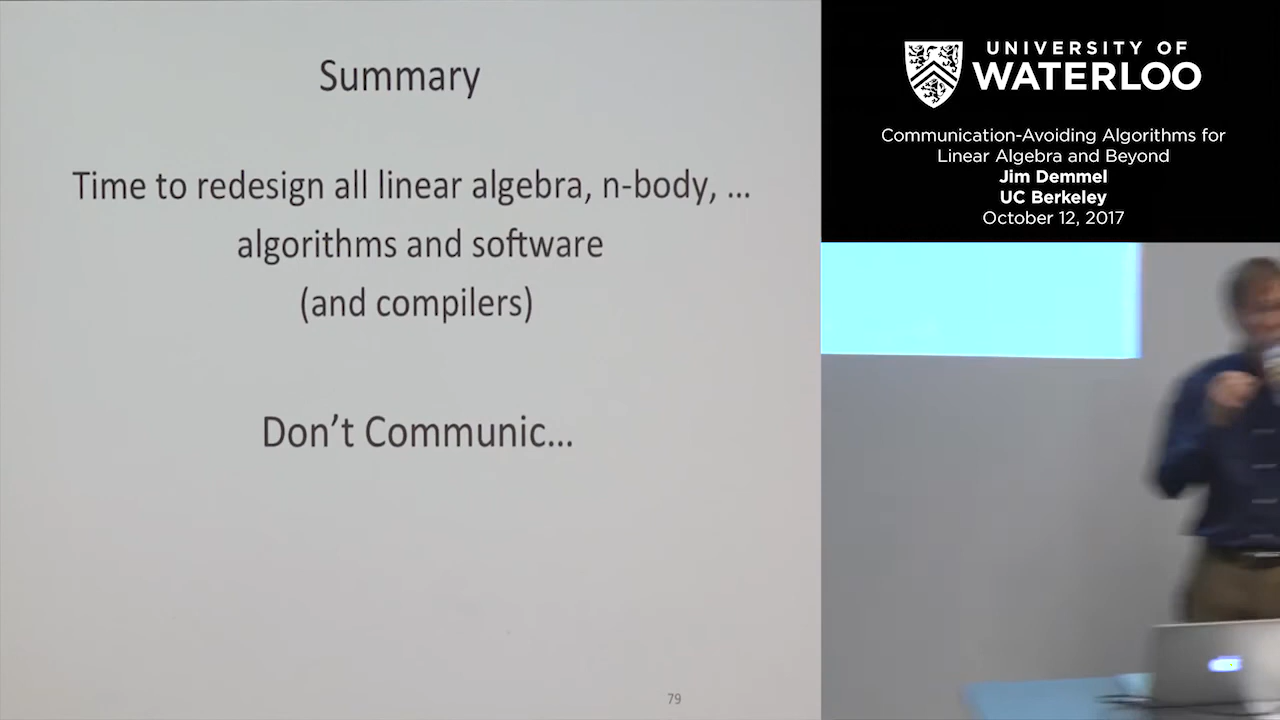 Summary
Time to redesign all linear algebra, n-body, ...
algorithms and software
(and compilers)
Don’t Communic...
79
UNIVERSITY OF
WATERLOO
Communication-Avoiding Algorithms for
Linear Algebra and Beyond
Jim Demmel
UC Berkeley
October 12, 2017